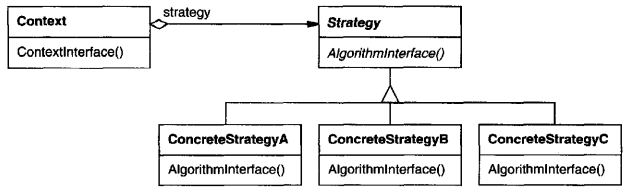 Context
ContextInterface()
strategy
Strategy
AlgorithmInterface()
ConcreteStrategyA
AlgorithmInterface()
ConcreteStrategyB
AlgorithmInterface()
ConcreteStrategyC
AlgorithmInterface()